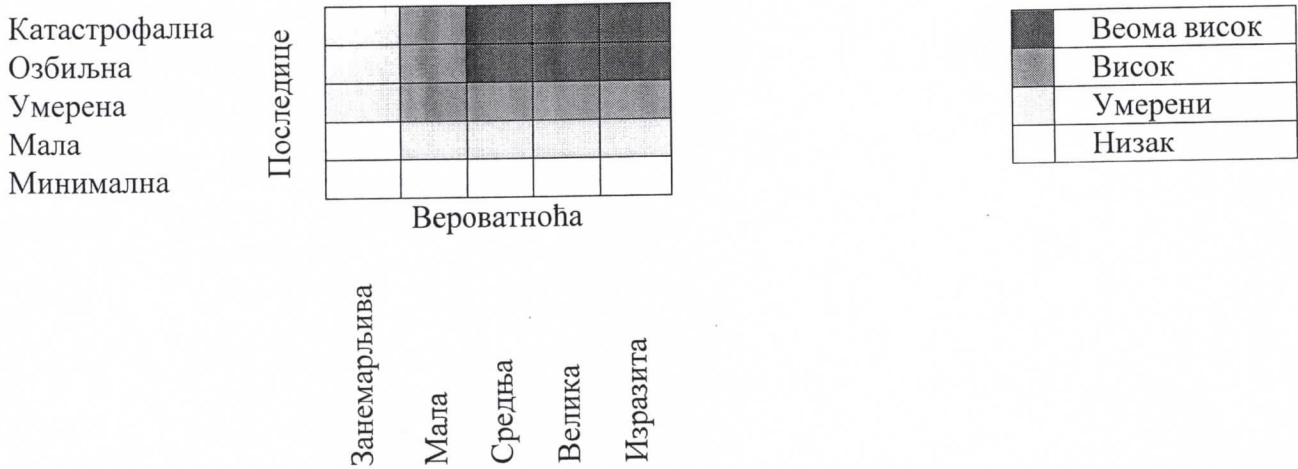 Катастрофална
Озбиљна
Умерена
Мала
Минимална
Последице
Вероватноћа
Занемарљива
Мала
Средња
Велика
Изразита
Веома висок
Висок
Умерени
Низак